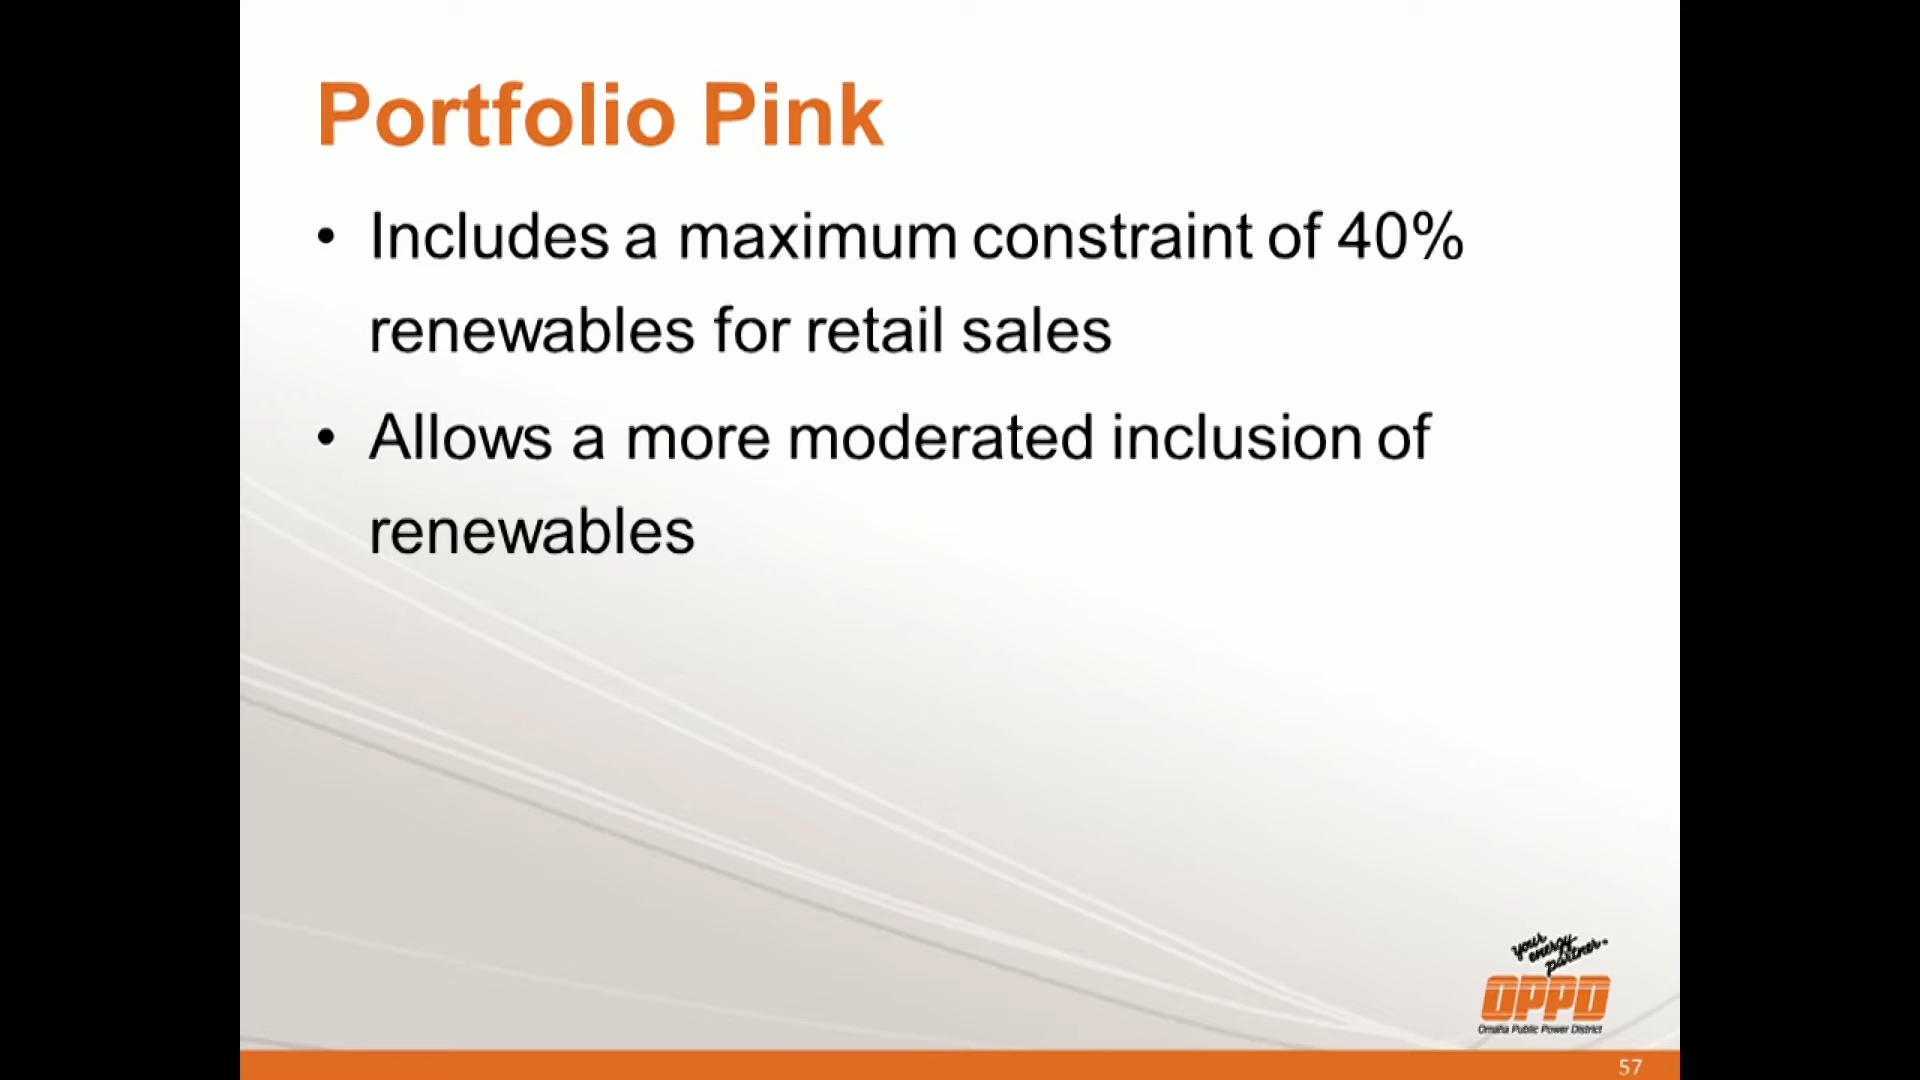 Portfolio Pink
• Includes a maximum constraint of 40%
renewables for retail sales
• Allows a more moderated inclusion of
renewables
your
energy
partner
OPPD
Omaha Public Power District
57